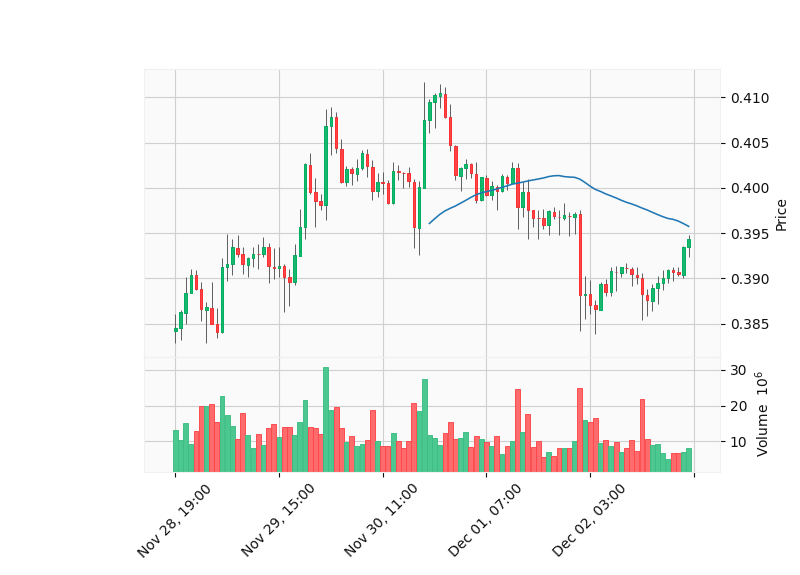 0.410
0.405
0.400
0.395
0.390
0.385
Price
30
20
10
Volume 10^6
Nov 28, 19:00
Nov 29, 15:00
Nov 30, 11:00
Dec 01, 07:00
Dec 02, 03:00